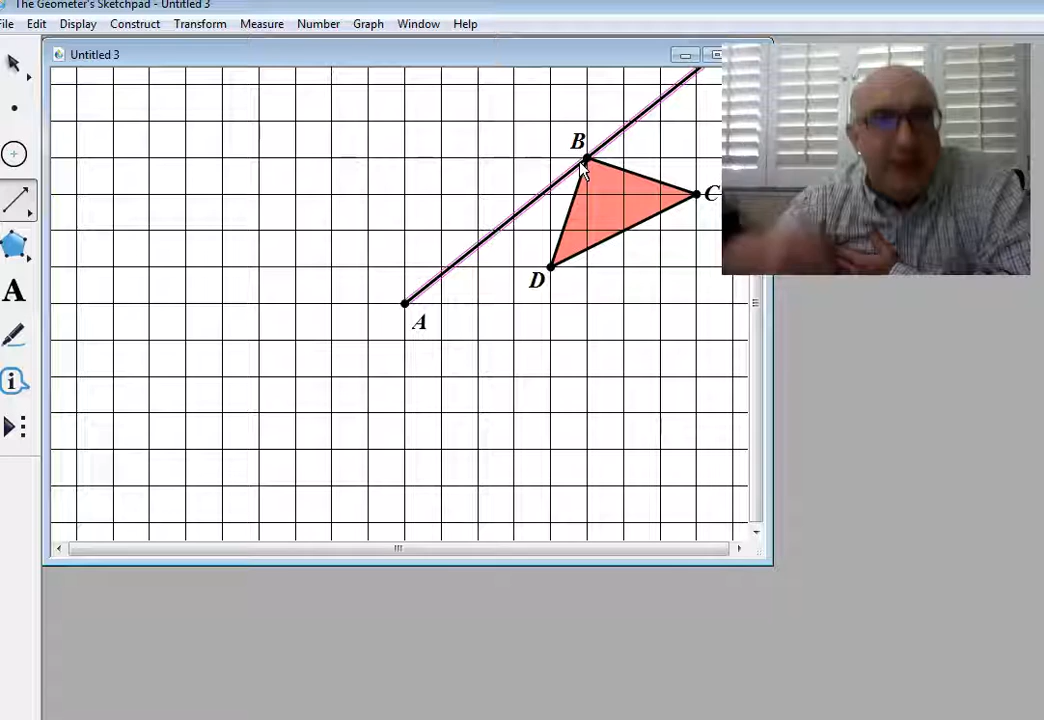 The Geometer's Sketchpad - Untitled 3
File Edit Display Construct Transform Measure Number Graph Window Help
Untitled 3
B
C
D
A
A
i